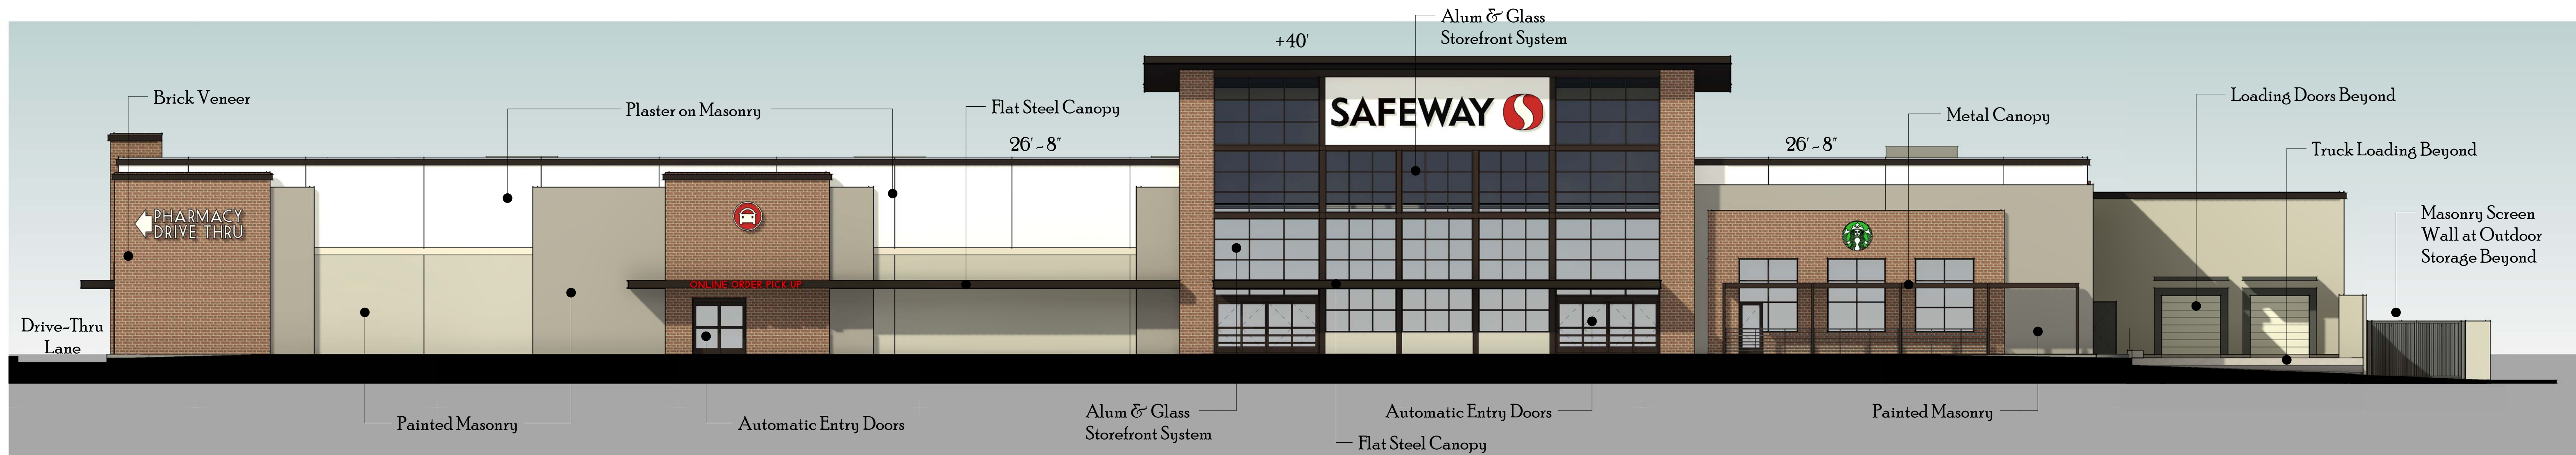 Alum & Glass
Storefront System
+40'
Brick Veneer
Plaster on Masonry
Flat Steel Canopy
Metal Canopy
Loading Doors Beyond
SAFEWAY
26'-8"
26'-8"
Truck Loading Beyond
PHARMACY
DRIVE THRU
Masonry Screen
Wall at Outdoor
Storage Beyond
ONLINE ORDER PICK UP
Drive-Thru
Lane
Painted Masonry
Automatic Entry Doors
Alum & Glass
Storefront System
Automatic Entry Doors
Flat Steel Canopy
Painted Masonry